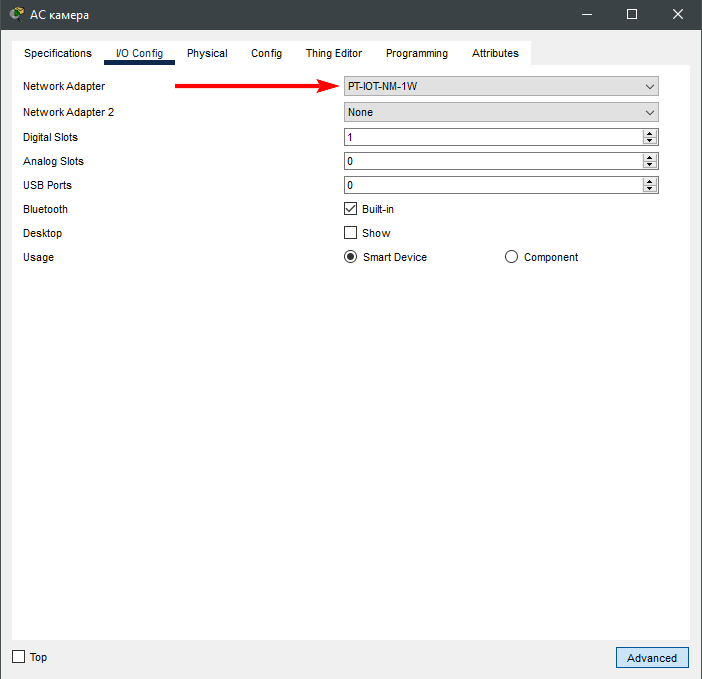 АС камера
Specifications I/O Config Physical Config Thing Editor Programming Attributes
Network Adapter PT-IOT-NM-1W
Network Adapter 2 None
Digital Slots 1
Analog Slots 0
USB Ports 0
Bluetooth Built-in
Desktop Show
Usage Smart Device Component
Top Advanced